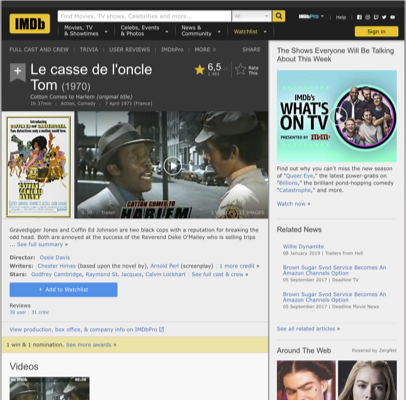 IMDb
Find Movies, TV shows, Celebrities and more...
All
IMDbPro
Help
Movies, TV & Showtimes
Celebs, Events & Photos
News & Community
Watchlist
Sign in
FULL CAST AND CREW | TRIVIA | USER REVIEWS | IMDbPro | MORE
SHARE
Le casse de l'oncle
Tom (1970)
Cotton Comes to Harlem (original title)
1h 37min | Action, Comedy | 7 April 1971 (France)
6,5
Rate This
COTTON COMES TO
HARLEM
Trailer
IMAGES
Gravedigger Jones and Coffin Ed Johnson are two black cops with a reputation for breaking the
odd head. Both are annoyed at the success of the Reverend Deke O'Mailey who is selling trips
... See full summary »
Director: Ossie Davis
Writers: Chester Himes (based upon the novel by), Arnold Perl (screenplay) | 1 more credit »
Stars: Godfrey Cambridge, Raymond St. Jacques, Calvin Lockhart | See full cast & crew »
+ Add to Watchlist
Reviews
30 user | 31 critic
View production, box office, & company info on IMDbPro
1 win & 1 nomination. See more awards »
Videos
The Shows Everyone Will Be Talking
About This Week
IMDb's
WHAT'S
ON TV
PRESENTED BY m&m's
Find out why you can't miss the new season
of "Queer Eye," the latest power-grabs on
"Billions," the brilliant pond-hopping comedy
"Catastrophe," and more.
Watch now »
Related News
Willie Dynamite
08 January 2019 | Trailers from Hell
Brown Sugar Svod Service Becomes An
Amazon Channels Option
05 September 2017 | Deadline TV
Brown Sugar Svod Service Becomes An
Amazon Channels Option
05 September 2017 | Deadline Movie News
See all related articles »
Around The Web
Powered by ZergNet